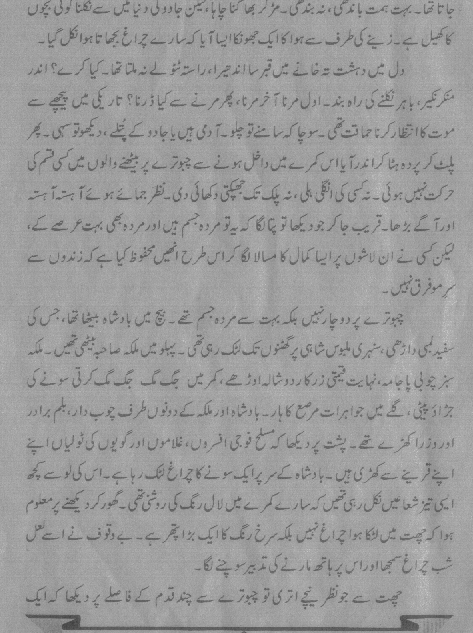 جاتا تھا۔ بہت ہمت باندھی، نہ بندھی۔ مڑکر بھاگنا چاہا، لیکن جادو کی دنیا میں سے نکلنا کوئی بچوں
کا کھیل ہے۔ زینے کی طرف سے ہوا کا ایک جھونکا ایسا آیا کہ سارے چراغ بجھاتا ہوا نکل گیا۔
دل میں دہشت تہ خانے میں قبر سا اندھیرا، راستہ ٹٹولے نہ ملتا تھا۔ کیا کرے؟ اندر
منکر نکیر، باہر نکلنے کی راہ بند۔ اول مرنا آخر مرنا، پھر مرنے سے کیا ڈرنا؟ تاریکی میں پیچھے سے
موت کا انتظار کرنا حماقت تھی۔ سوچا کہ سامنے تو چلو۔ آدمی ہیں یا جادو کے پتلے، دیکھو تو سہی۔ پھر
پلٹ کر پردہ ہٹا کر اندر آیا اس کمرے میں داخل ہونے سے چبوترے پر بیٹھنے والوں میں کسی قسم کی
حرکت نہیں ہوئی۔ نہ کسی کی انگلی ہلی، نہ پلک تک جھپکتی دکھائی دی۔ نظر جمائے ہوئے آہستہ آہستہ
اور آگے بڑھا۔ قریب جا کر جو دیکھا تو پتا لگا کہ یہ تو مردہ جسم ہیں اور مردہ بھی بہت عرصے کے،
لیکن کسی نے ان لاشوں پر ایسا کمال کا مسالا لگا کر اس طرح انھیں محفوظ کیا ہے کہ زندوں سے
سرِ مو فرق نہیں۔
چبوترے پر دو چار نہیں بلکہ بہت سے مردہ جسم تھے۔ بیچ میں بادشاہ بیٹھا تھا، جس کی
سفید لمبی داڑھی، سنہری ملبوس شاہی پر گھٹنوں تک لٹک رہی تھی۔ پہلو میں ملکہ صاحبہ بیٹھی تھیں۔ ملکہ
سبز چولی پاجامہ، نہایت قیمتی زرکار دوشالہ اوڑھے، کمر میں جگ مگ جگ مگ کرتی سونے کی
جڑاؤ پیٹی، گلے میں جواہرات مرصع کا ہار۔ بادشاہ اور ملکہ کے دونوں طرف چوب دار، بلم بردار
اور وزرا کھڑے تھے۔ پشت پر دیکھا کہ مسلح فوجی افسروں، غلاموں اور گویوں کی ٹولیاں اپنے
اپنے قرینے سے کھڑی ہیں۔ بادشاہ کے سر پر ایک سونے کا چراغ لٹک رہا ہے۔ اس کی لو سے کچھ
ایسی تیز شعاعیں نکل رہی تھیں کہ سارے کمرے میں لال رنگ کی روشنی تھی۔ گھور کر دیکھنے پر معلوم
ہوا کہ چھت میں لٹکا ہوا چراغ نہیں بلکہ سرخ رنگ کا ایک بڑا پتھر ہے۔ بے وقوف نے اسے لعل
شب چراغ سمجھا اور اس پر ہاتھ مارنے کی تدبیر سوچنے لگا۔
چھت سے جو نظر نیچے اتری تو چبوترے سے چند قدم کے فاصلے پر دیکھا کہ ایک